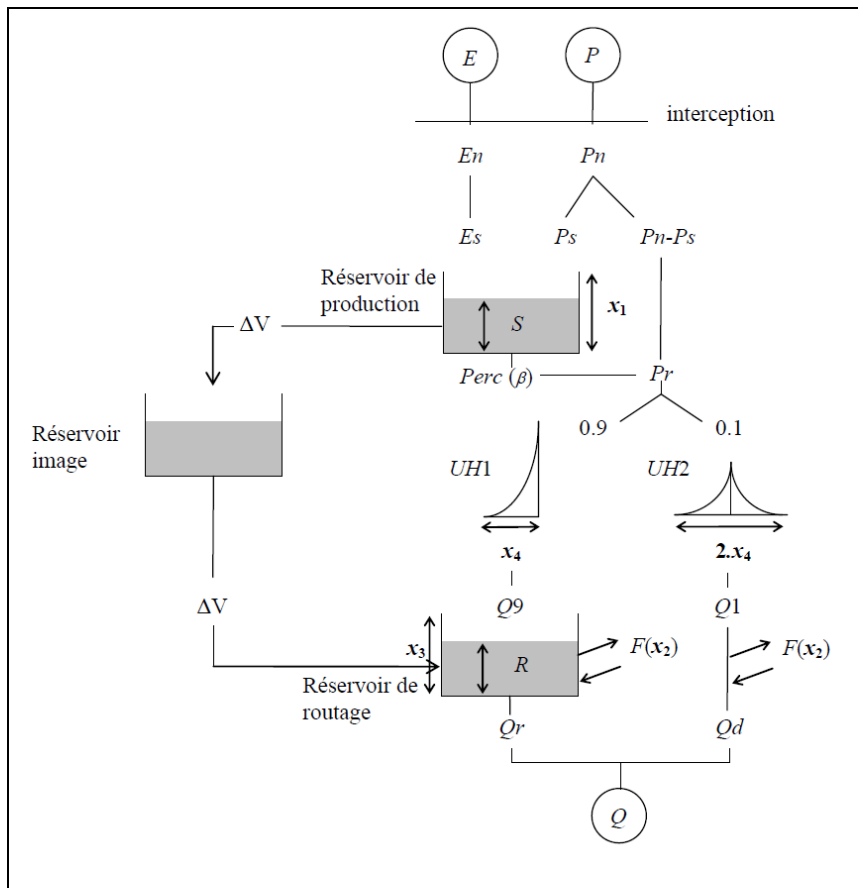 E P
interception
En Pn
Es Ps Pn-Ps
Réservoir de
production
x₁
ΔV
S
Perc (β) Pr
Réservoir
image
0.9 0.1
UH1 UH2
x₄ 2.x₄
ΔV Q9 Q1
x₃ R F(x₂) F(x₂)
Réservoir de
routage
Qr Qd
Q